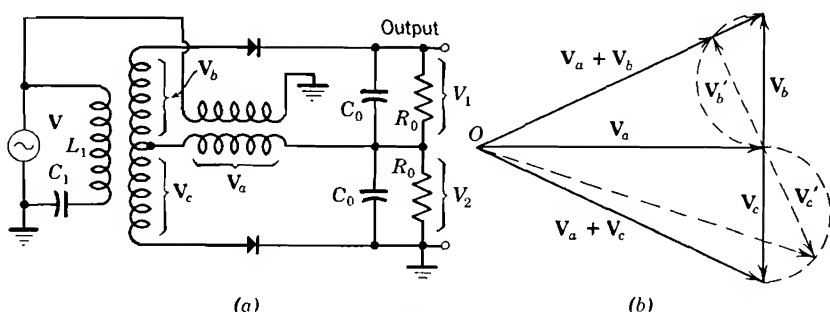 Output
V_b
V
L_1
C_1
V_c
V_a
C_0
R_0
V_1
C_0
R_0
V_2
(a)
O
V_a + V_b
V_b'
V_b
V_a
V_c
V_c'
V_a + V_c
(b)